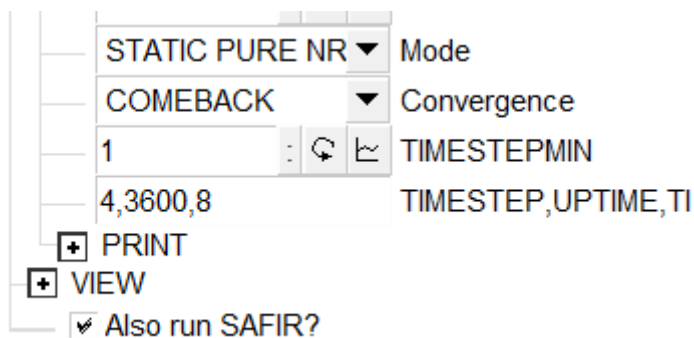 STATIC PURE NR Mode
COMEBACK Convergence
1 : TIMESTEPMIN
4,3600,8 TIMESTEP,UPTIME,TI
PRINT
VIEW
Also run SAFIR?